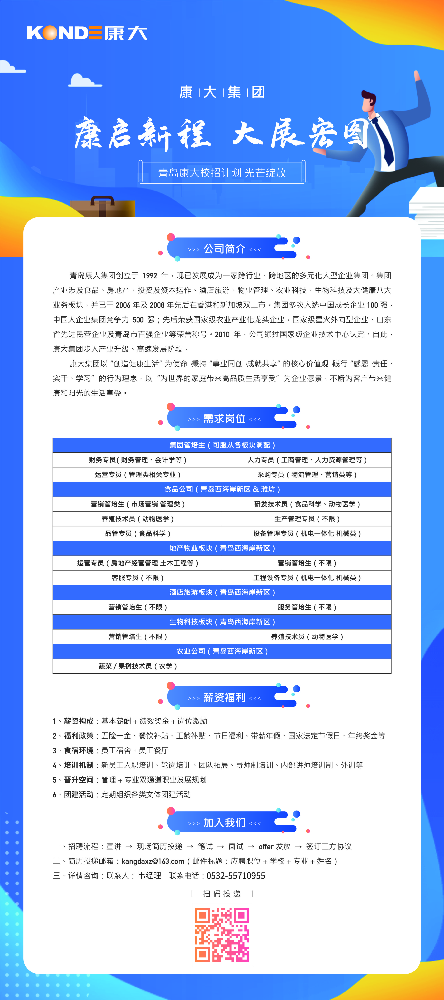 KONDE康大
康大集团
康启新程 大展宏图
青岛康大校招计划 光芒绽放
>>> 公司简介 <<<
青岛康大集团创立于 1992 年，现已发展成为一家跨行业、跨地区的多元化大型企业集团。集团
产业涉及食品、房地产、投资及资本运作、酒店旅游、物业管理、农业科技、生物科技及大健康八大
业务板块，并已于 2006 年及 2008 年先后在香港和新加坡双上市。集团多次入选中国成长企业 100 强，
中国大企业集团竞争力 500 强；先后荣获国家级农业产业化龙头企业，国家级星火外向型企业、山东
省先进民营企业及青岛市百强企业等荣誉称号。2010 年，公司通过国家级企业技术中心认定。自此，
康大集团步入产业升级、高速发展阶段，
康大集团以“创造健康生活”为使命，秉持“事业同创，成就共享”的核心价值观，践行“感恩、责任、
实干、学习”的行为理念，以“为世界的家庭带来高品质生活享受”为企业愿景，不断为客户带来健
康和阳光的生活享受。
>>> 需求岗位 <<<
集团管培生（可服从各板块调配）
财务专员（财务管理、会计学等） 人力专员（工商管理、人力资源管理等）
运营专员（管理类相关专业） 采购专员（物流管理、营销类等）
食品公司（青岛西海岸新区 & 潍坊）
营销管培生（市场营销 管理类） 研发技术员（食品科学、动物医学）
养殖技术员（动物医学） 生产管理专员（不限）
品管专员（食品科学） 设备管理专员（机电一体化 机械类）
地产物业板块（青岛西海岸新区）
运营专员（房地产经营管理 土木工程等） 营销管培生（不限）
客服专员（不限） 工程设备专员（机电一体化 机械类）
酒店旅游板块（青岛西海岸新区）
营销管培生（不限） 服务管培生（不限）
生物科技板块（青岛西海岸新区）
营销管培生（不限） 养殖技术员（动物医学）
农业公司（青岛西海岸新区）
蔬菜 / 果树技术员（农学）
>>> 薪资福利 <<<
1、薪资构成：基本薪酬 + 绩效奖金 + 岗位激励
2、福利政策：五险一金、餐饮补贴、工龄补贴、节日福利、带薪年假、国家法定节假日、年终奖金等
3、食宿环境：员工宿舍、员工餐厅
4、培训机制：新员工入职培训、轮岗培训、团队拓展、导师制培训、内部讲师培训制、外训等
5、晋升空间：管理 + 专业双通道职业发展规划
6、团建活动：定期组织各类文体团建活动
>>> 加入我们 <<<
一、招聘流程：宣讲 → 现场简历投递 → 笔试 → 面试 → offer 发放 → 签订三方协议
二、简历投递邮箱：kangdaxz@163.com（邮件标题：应聘职位 + 学校 + 专业 + 姓名）
三、详情咨询：联系人：韦经理 联系电话：0532-55710955
| 扫码投递 |